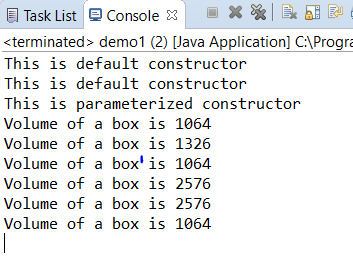 Task List Console
<terminated> demo1 (2) [Java Application] C:\Progra
This is default constructor
This is default constructor
This is parameterized constructor
Volume of a box is 1064
Volume of a box is 1326
Volume of a box is 1064
Volume of a box is 2576
Volume of a box is 2576
Volume of a box is 1064